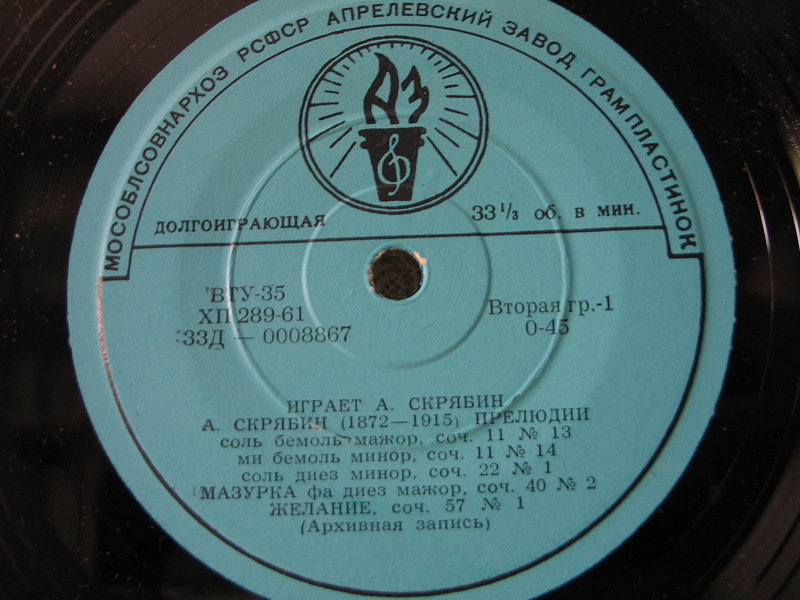 МОСОБЛСОВНАРХОЗ РСФСР АПРЕЛЕВСКИЙ ЗАВОД ГРАМПЛАСТИНОК
АЗ
ДОЛГОИГРАЮЩАЯ
33 1/3 об. в мин.
ВТУ-35
ХП 289-61
33Д — 0008867
Вторая гр.-1
0-45
ИГРАЕТ А. СКРЯБИН
А. СКРЯБИН (1872—1915) ПРЕЛЮДИИ
соль бемоль мажор, соч. 11 № 13
ми бемоль минор, соч. 11 № 14
соль диез минор, соч. 22 № 1
МАЗУРКА фа диез мажор, соч. 40 № 2
ЖЕЛАНИЕ, соч. 57 № 1
(Архивная запись)